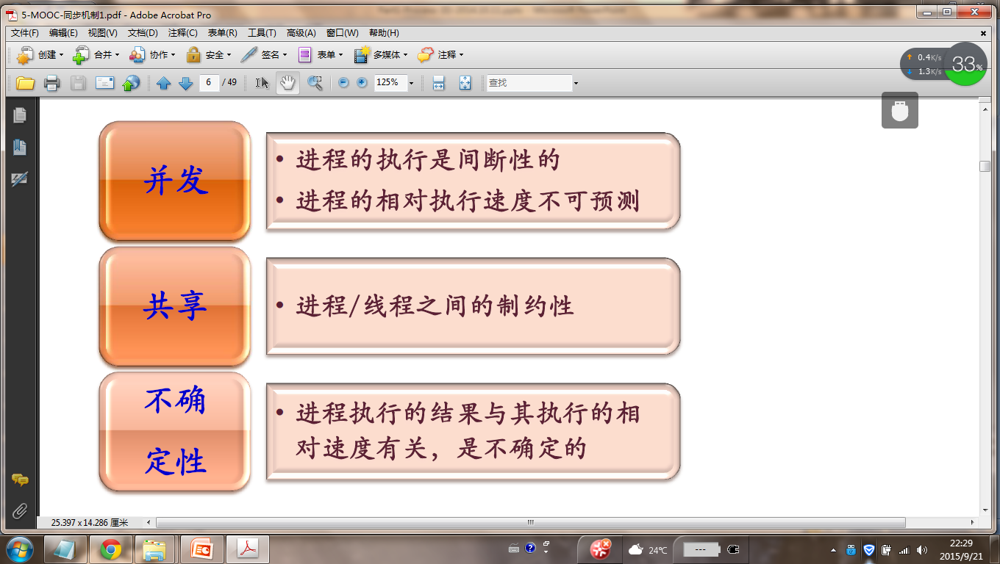 5-MOOC-同步机制1.pdf - Adobe Acrobat Pro
文件(F) 编辑(E) 视图(V) 文档(D) 注释(C) 表单(R) 工具(T) 高级(A) 窗口(W) 帮助(H)
创建 合并 协作 安全 签名 表单 多媒体 注释
0.4K/s
1.3K/s
33%
6 / 49 125% 查找
并发
• 进程的执行是间断性的
• 进程的相对执行速度不可预测
共享
• 进程/线程之间的制约性
不确
定性
• 进程执行的结果与其执行的相
对速度有关，是不确定的
25.397 x 14.286 厘米
24℃
---
22:29
2015/9/21